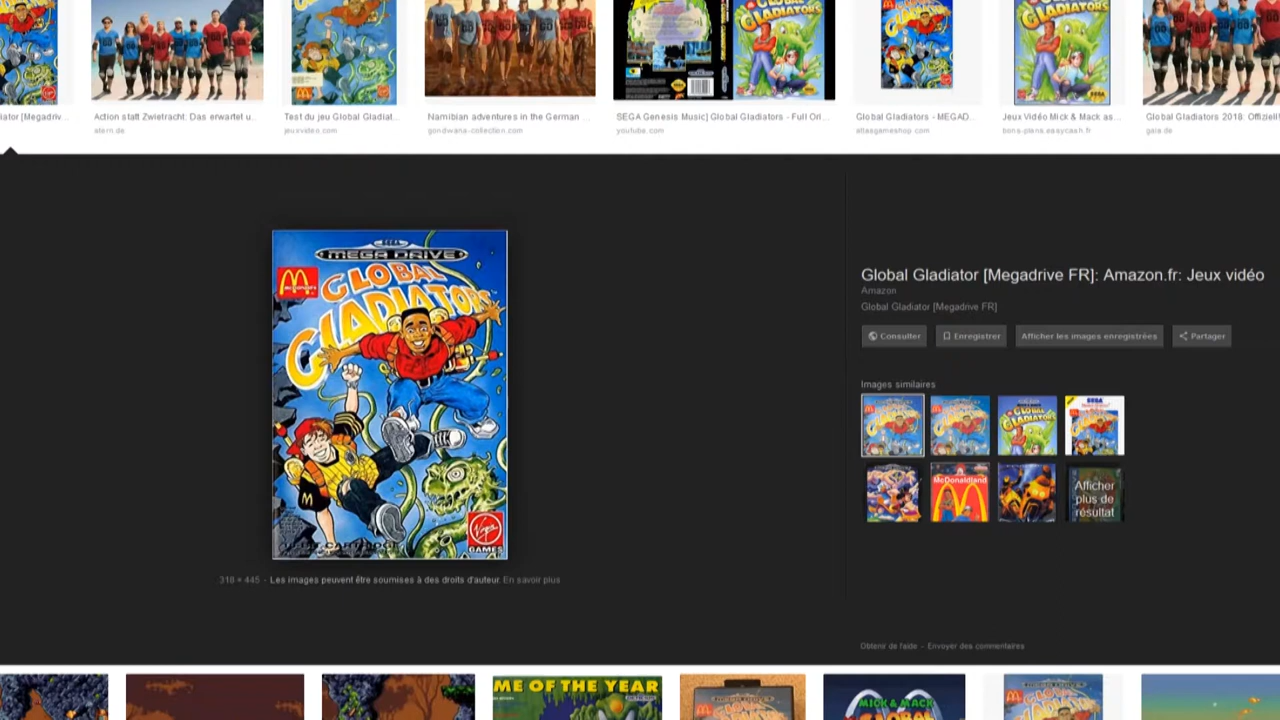 GLADIATORS
iator [Megadriv...
Action statt Zwietracht: Das erwartet u...
Test du jeu Global Gladiat...
Namibian adventures in the German ...
SEGA Genesis Music] Global Gladiators - Full Ori...
Global Gladiators - MEGAD...
Jeux Vidéo Mick & Mack as...
Global Gladiators 2018: Offiziell!
stern.de
jeuxvideo.com
gondwana-collection.com
youtube.com
atlasgameshop.com
bons-plans.easycash.fr
gala.de
SEGA
MEGA DRIVE
McDonald's
GLOBAL
GLADIATORS
M
Virgin
GAMES
318 × 445 - Les images peuvent être soumises à des droits d'auteur. En savoir plus
Global Gladiator [Megadrive FR]: Amazon.fr: Jeux vidéo
Amazon
Global Gladiator [Megadrive FR]
Consulter
Enregistrer
Afficher les images enregistrées
Partager
Images similaires
SEGA
McDonaldland
Afficher
plus de
résultat
Obtenir de l'aide - Envoyer des commentaires
ME OF THE YEAR
MICK & MACK
GLOBAL